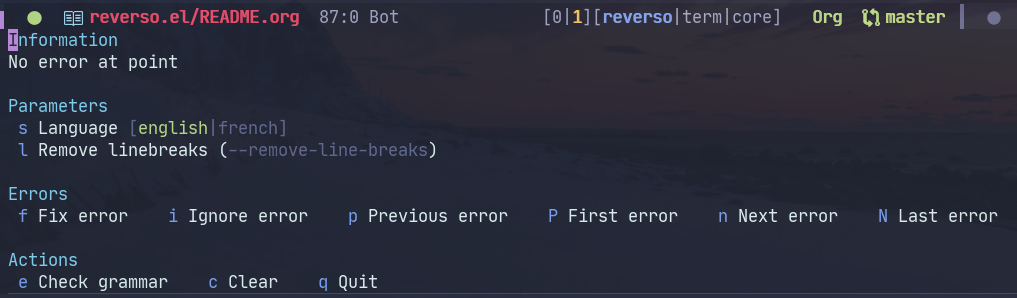 reverso.el/README.org 87:0 Bot [0|1][reverso|term|core] Org master
Information
No error at point
Parameters
s Language [english|french]
l Remove linebreaks (--remove-line-breaks)
Errors
f Fix error i Ignore error p Previous error P First error n Next error N Last error
Actions
e Check grammar c Clear q Quit